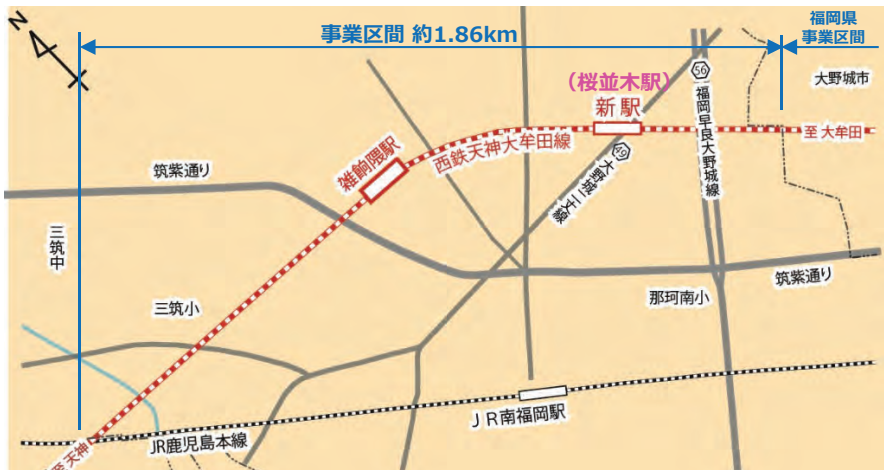 N
事業区間 約1.86km
福岡県
事業区間
大野城市
（桜並木駅）
新駅
56
福岡早良大野城線
至 大牟田
雑餉隈駅
西鉄天神大牟田線
49
大野城二丈線
筑紫通り
三筑中
筑紫通り
三筑小
那珂南小
JR南福岡駅
JR鹿児島本線
至 天神